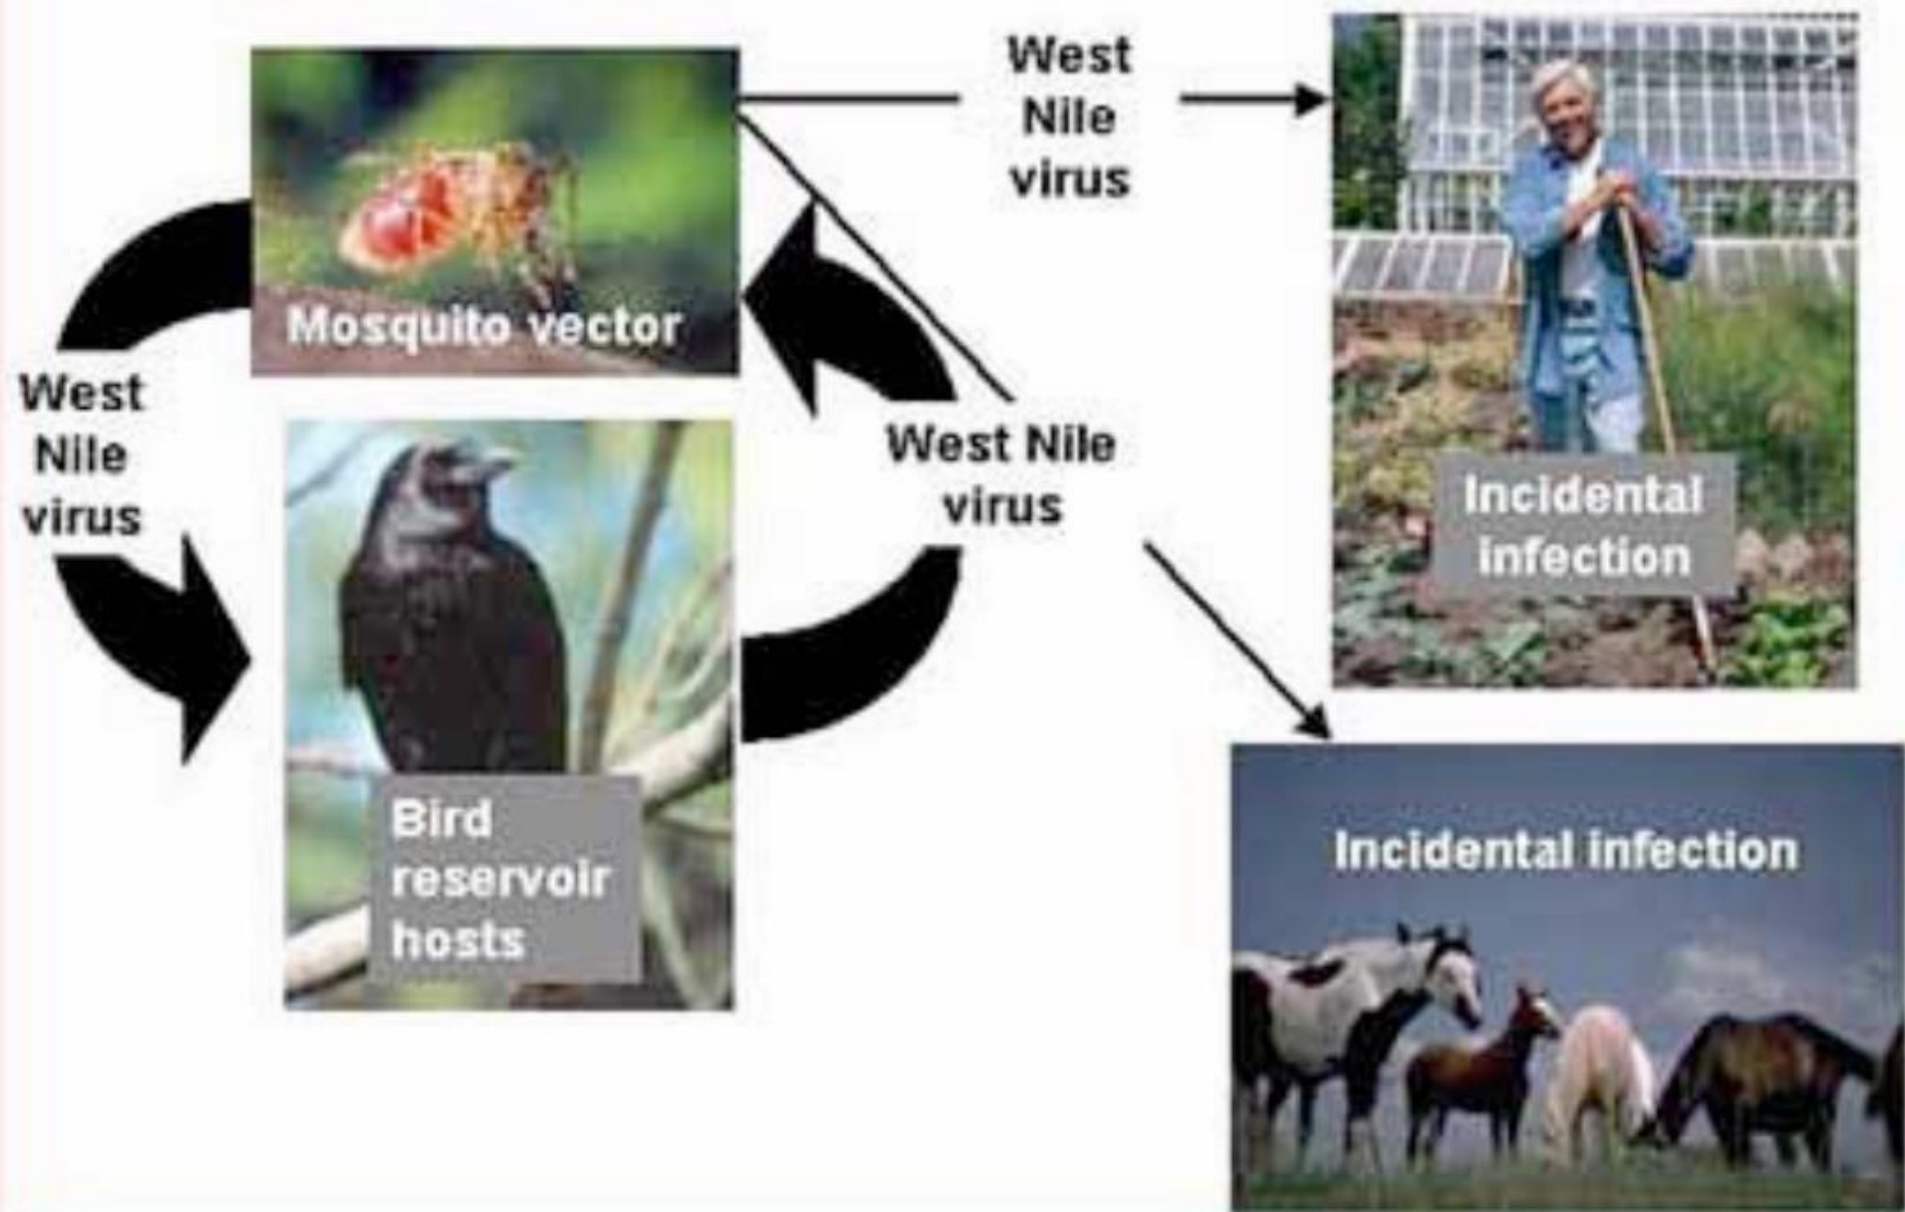 West
Nile
virus
Mosquito vector
West
Nile
virus
West Nile
virus
Incidental
infection
Bird
reservoir
hosts
Incidental infection